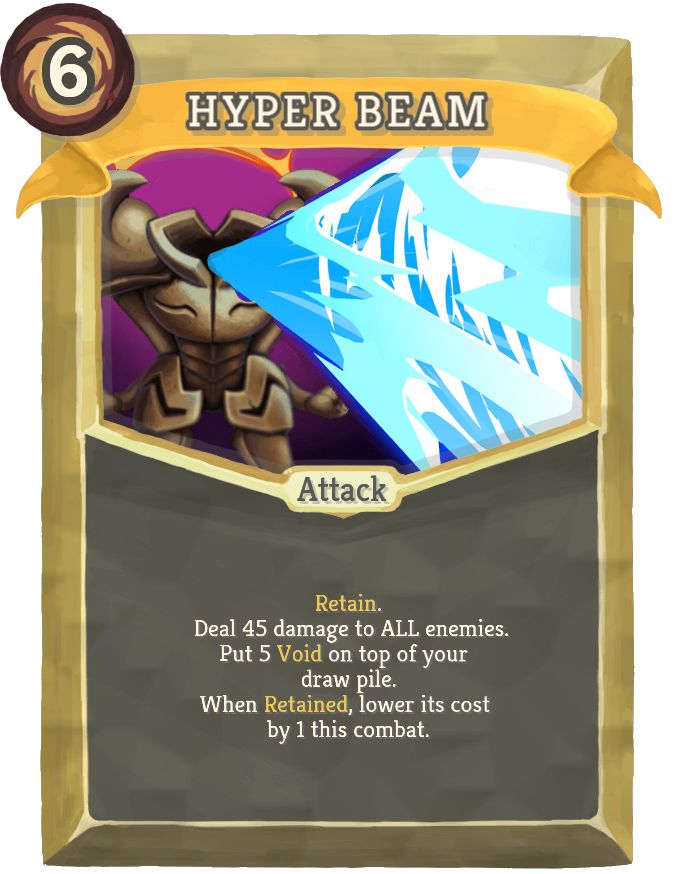 6
HYPER BEAM
Attack
Retain.
Deal 45 damage to ALL enemies.
Put 5 Void on top of your
draw pile.
When Retained, lower its cost
by 1 this combat.